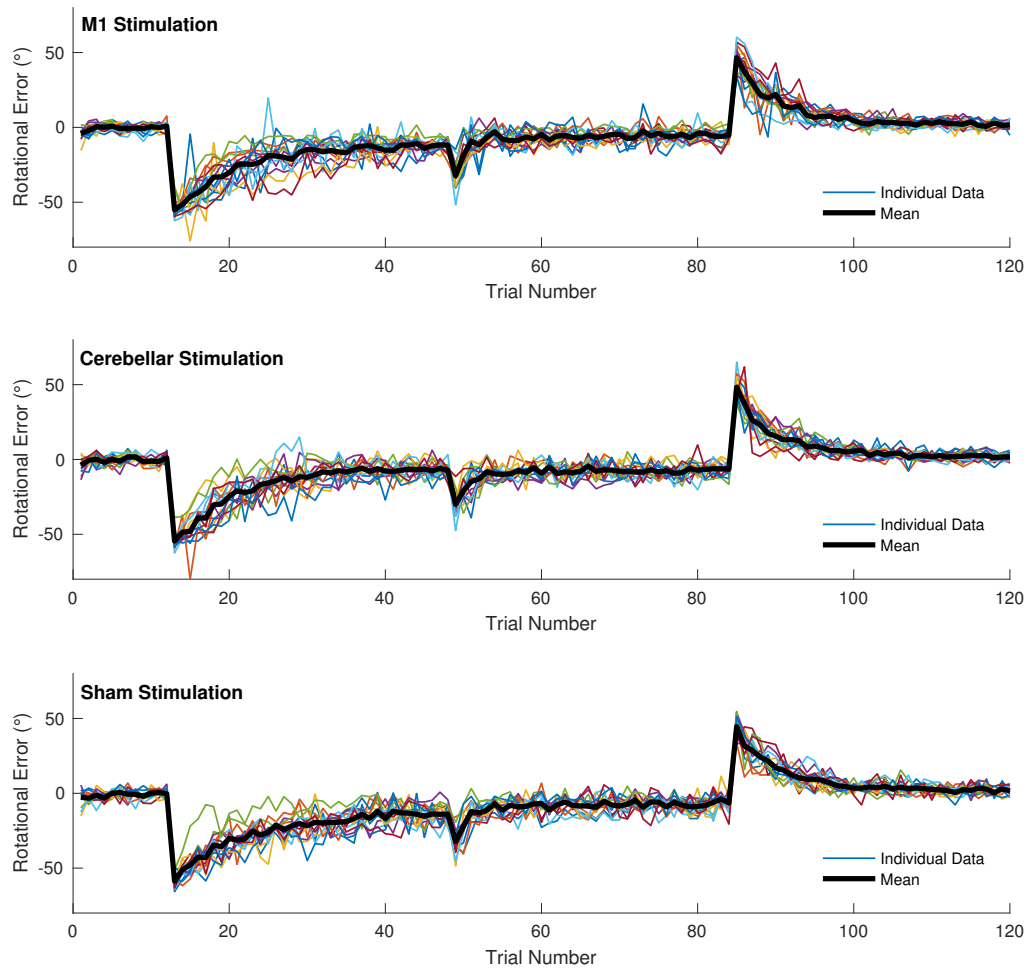 M1 Stimulation
Rotational Error (°)
50
0
-50
Individual Data
Mean
0 20 40 60 80 100 120
Trial Number
Cerebellar Stimulation
Rotational Error (°)
50
0
-50
Individual Data
Mean
0 20 40 60 80 100 120
Trial Number
Sham Stimulation
Rotational Error (°)
50
0
-50
Individual Data
Mean
0 20 40 60 80 100 120
Trial Number